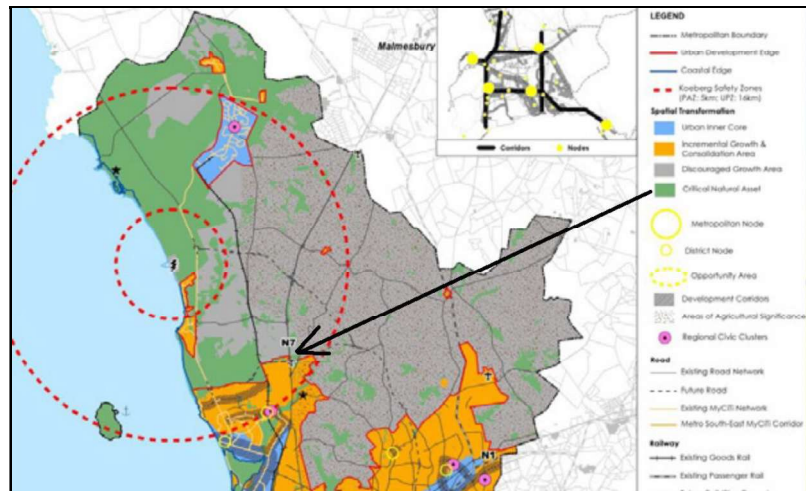 Malmesbury
Corridors
Nodes
N7
N1
LEGEND
Metropolitan Boundary
Urban Development Edge
Coastal Edge
Koeberg Safety Zones
(PAZ: 5km; UPZ: 16km)
Spatial Transformation
Urban Inner Core
Incremental Growth &
Consolidation Area
Discouraged Growth Area
Critical Natural Asset
Metropolitan Node
District Node
Opportunity Area
Development Corridors
Areas of Agricultural Significance
Regional Civic Clusters
Road
Existing Road Network
Future Road
Existing MyCiti Network
Metro South-East MyCiti Corridor
Railway
Existing Goods Rail
Existing Passenger Rail